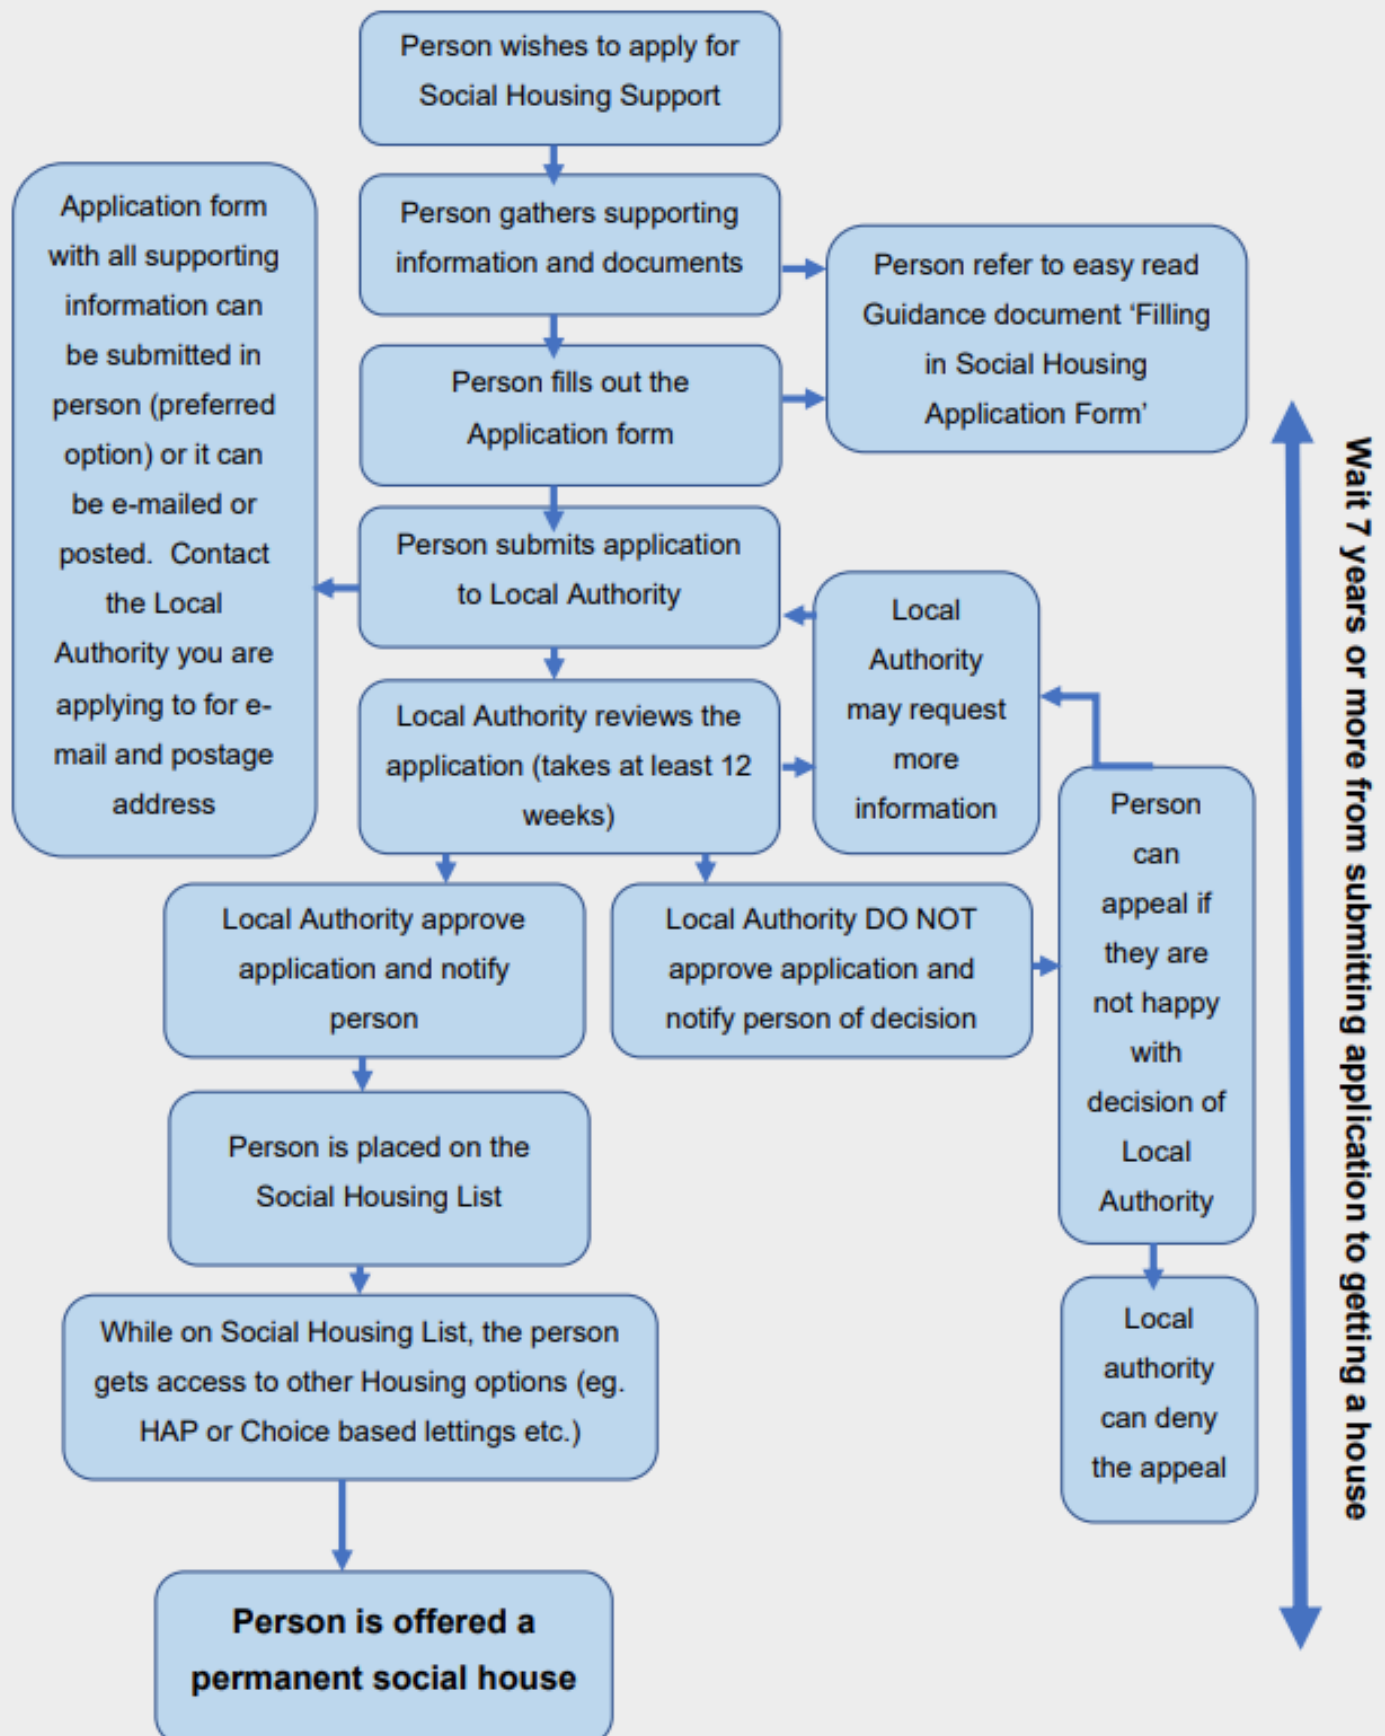 Person wishes to apply for
Social Housing Support
Person gathers supporting
information and documents
Person refer to easy read
Guidance document ‘Filling
in Social Housing
Application Form’
Person fills out the
Application form
Application form
with all supporting
information can
be submitted in
person (preferred
option) or it can
be e-mailed or
posted.  Contact
the Local
Authority you are
applying to for e-
mail and postage
address
Person submits application
to Local Authority
Local Authority reviews the
application (takes at least 12
weeks)
Local
Authority
may request
more
information
Local Authority approve
application and notify
person
Local Authority DO NOT
approve application and
notify person of decision
Person
can
appeal if
they are
not happy
with
decision of
Local
Authority
Local
authority
can deny
the appeal
Person is placed on the
Social Housing List
While on Social Housing List, the person
gets access to other Housing options (eg.
HAP or Choice based lettings etc.)
Person is offered a
permanent social house
Wait 7 years or more from submitting application to getting a house